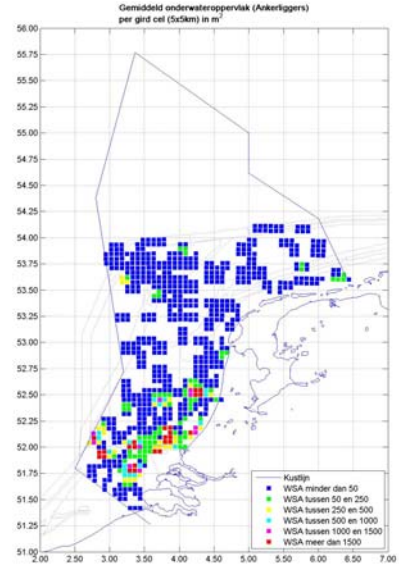 Gemiddeld onderwateroppervlak (Ankerliggers)
per gird cel (5x5km) in m²
56.00
55.75
55.50
55.25
55.00
54.75
54.50
54.25
54.00
53.75
53.50
53.25
53.00
52.75
52.50
52.25
52.00
51.75
51.50
51.25
51.00
2.00 2.50 3.00 3.50 4.00 4.50 5.00 5.50 6.00 6.50 7.00
Kustlijn
WSA minder dan 50
WSA tussen 50 en 250
WSA tussen 250 en 500
WSA tussen 500 en 1000
WSA tussen 1000 en 1500
WSA meer dan 1500